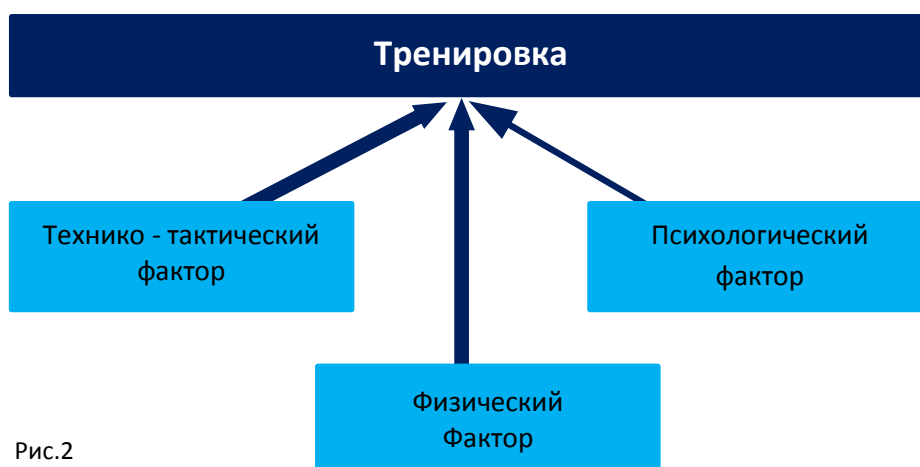 Тренировка
Технико - тактический
фактор
Психологический
фактор
Физический
Фактор
Рис.2